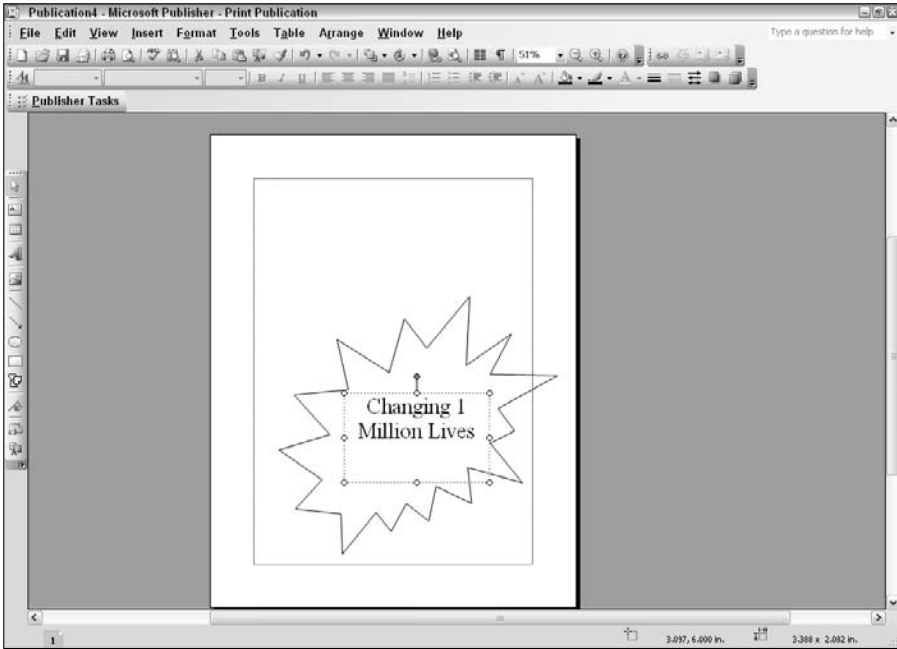 Publication4 - Microsoft Publisher - Print Publication
File Edit View Insert Format Tools Table Arrange Window Help
Type a question for help
51%
Publisher Tasks
Changing 1
Million Lives
1
3.097, 6.000 in.
3.388 x 2.082 in.